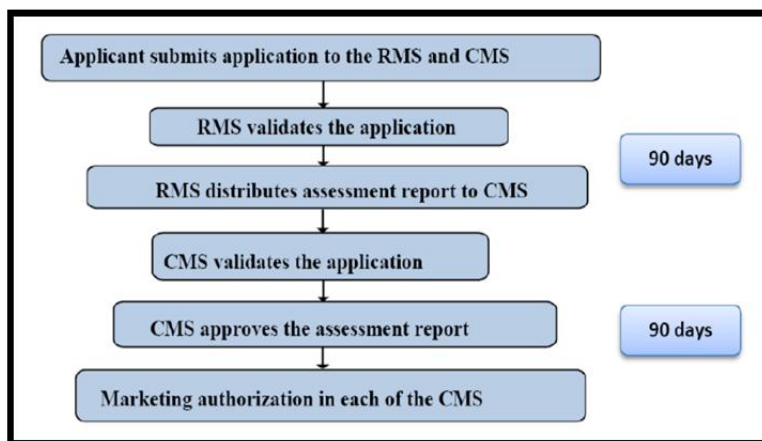 Applicant submits application to the RMS and CMS
RMS validates the application
90 days
RMS distributes assessment report to CMS
CMS validates the application
CMS approves the assessment report
90 days
Marketing authorization in each of the CMS